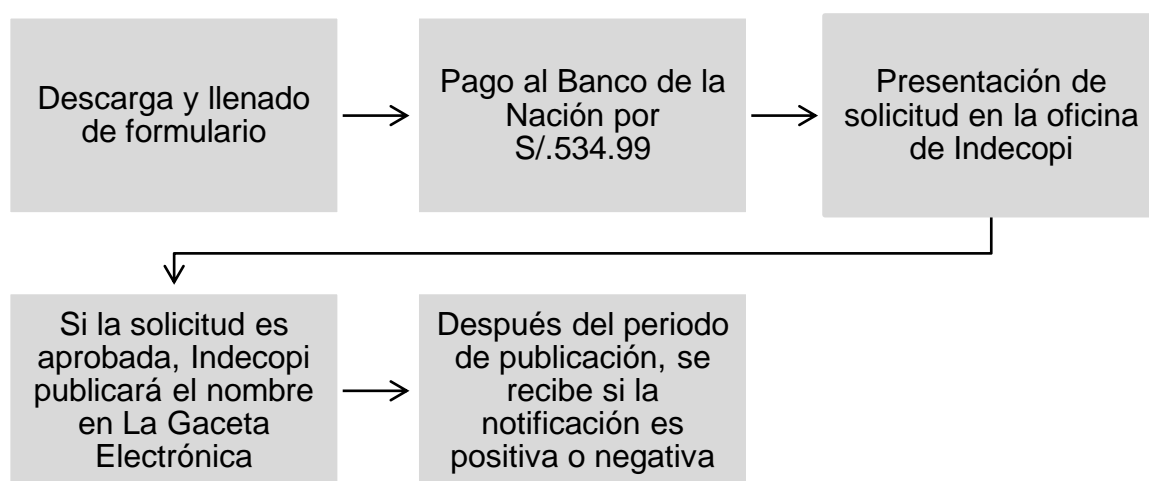 Descarga y llenado
de formulario
Pago al Banco de la
Nación por
S/.534.99
Presentación de
solicitud en la oficina
de Indecopi
Si la solicitud es
aprobada, Indecopi
publicará el nombre
en La Gaceta
Electrónica
Después del periodo
de publicación, se
recibe si la
notificación es
positiva o negativa